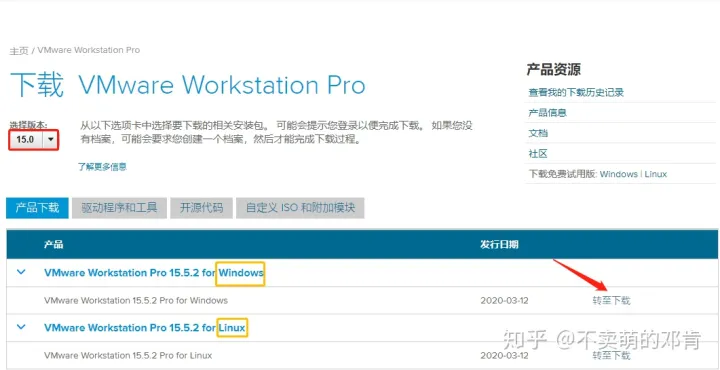 主页 / VMware Workstation Pro
下载 VMware Workstation Pro
选择版本:
15.0
从以下选项卡中选择要下载的相关安装包。 可能会提示您登录以便完成下载。 如果您没
有档案，可能会要求您创建一个档案，然后才能完成下载过程。
了解更多信息
产品资源
查看我的下载历史记录
产品信息
文档
社区
下载免费试用版: Windows | Linux
产品下载 驱动程序和工具 开源代码 自定义 ISO 和附加模块
产品 发行日期
VMware Workstation Pro 15.5.2 for Windows
VMware Workstation 15.5.2 Pro for Windows 2020-03-12 转至下载
VMware Workstation Pro 15.5.2 for Linux
VMware Workstation 15.5.2 Pro for Linux 2020-03-12 转至下载
知乎 @不卖萌的邓肯